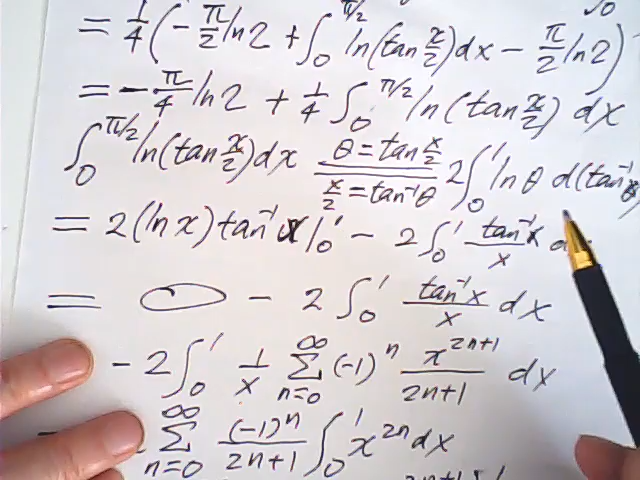 = 1/4 (-π/2 ln2 + ∫₀^{π/2} ln(tan x/2) dx - π/2 ln2)
= -π/4 ln2 + 1/4 ∫₀^{π/2} ln(tan x/2) dx
∫₀^{π/2} ln(tan x/2) dx θ = tan x/2 x/2 = tan⁻¹θ 2∫₀¹ lnθ d(tan⁻¹θ
= 2(ln x) tan⁻¹x |₀¹ - 2∫₀¹ tan⁻¹x/x d
= 0 - 2∫₀¹ tan⁻¹x/x dx
- 2∫₀¹ 1/x ∑_{n=0}^∞ (-1)ⁿ x^{2n+1}/2n+1 dx
∑_{n=0}^∞ (-1)ⁿ/2n+1 ∫₀¹ x^{2n} dx